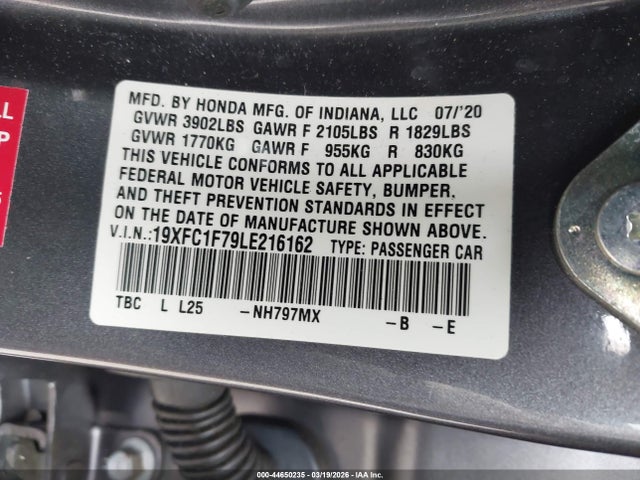 MFD. BY HONDA MFG. OF INDIANA, LLC 07/'20
GVWR 3902LBS GAWR F 2105LBS R 1829LBS
GVWR 1770KG GAWR F 955KG R 830KG
THIS VEHICLE CONFORMS TO ALL APPLICABLE
FEDERAL MOTOR VEHICLE SAFETY, BUMPER,
AND THEFT PREVENTION STANDARDS IN EFFECT
ON THE DATE OF MANUFACTURE SHOWN ABOVE.
V.I.N.:19XFC1F79LE216162 TYPE: PASSENGER CAR
TBC L L25 -NH797MX -B -E
000-44650235 - 03/19/2026 - IAA, Inc.